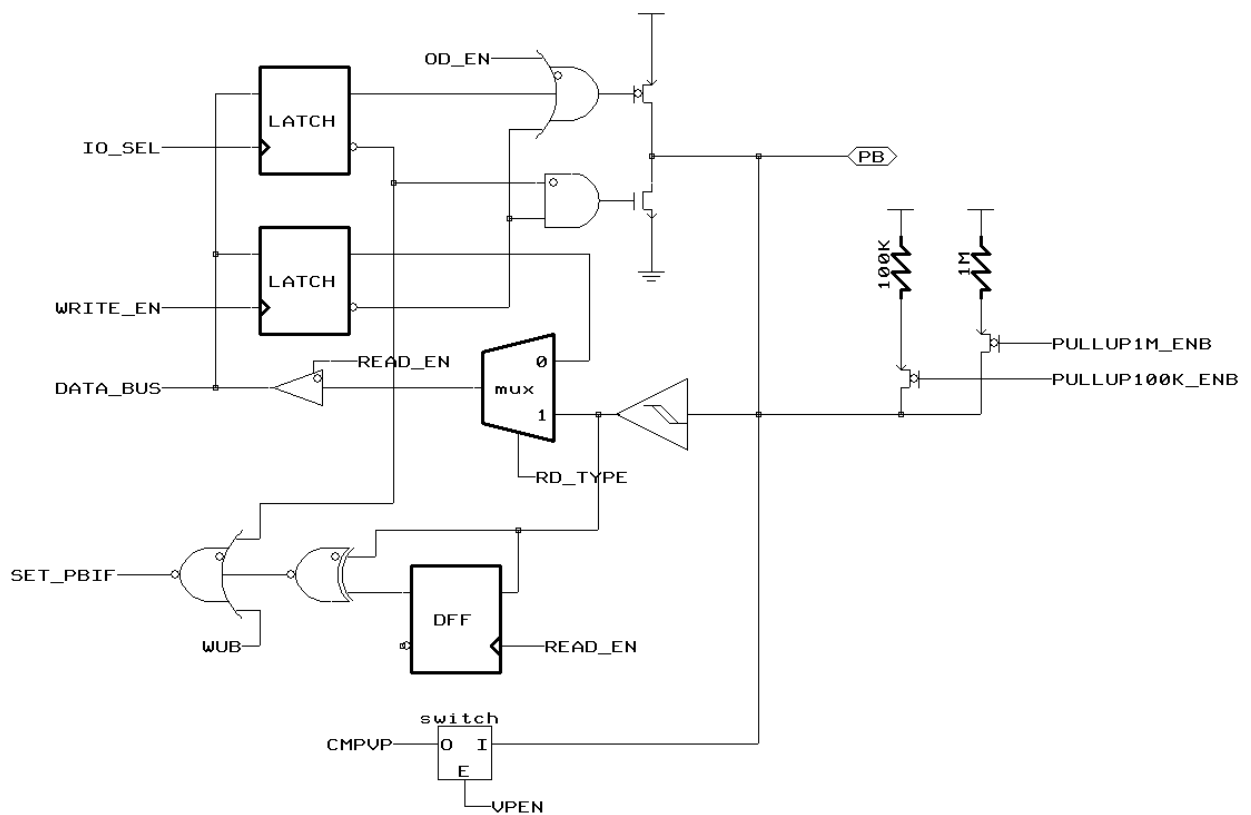 OD_EN
LATCH
IO_SEL
PB
LATCH
100K
1M
WRITE_EN
PULLUP1M_ENB
READ_EN
0
mux
DATA_BUS
PULLUP100K_ENB
1
RD_TYPE
SET_PBIF
DFF
WUB
READ_EN
switch
CMPVP
O I
E
VPEN